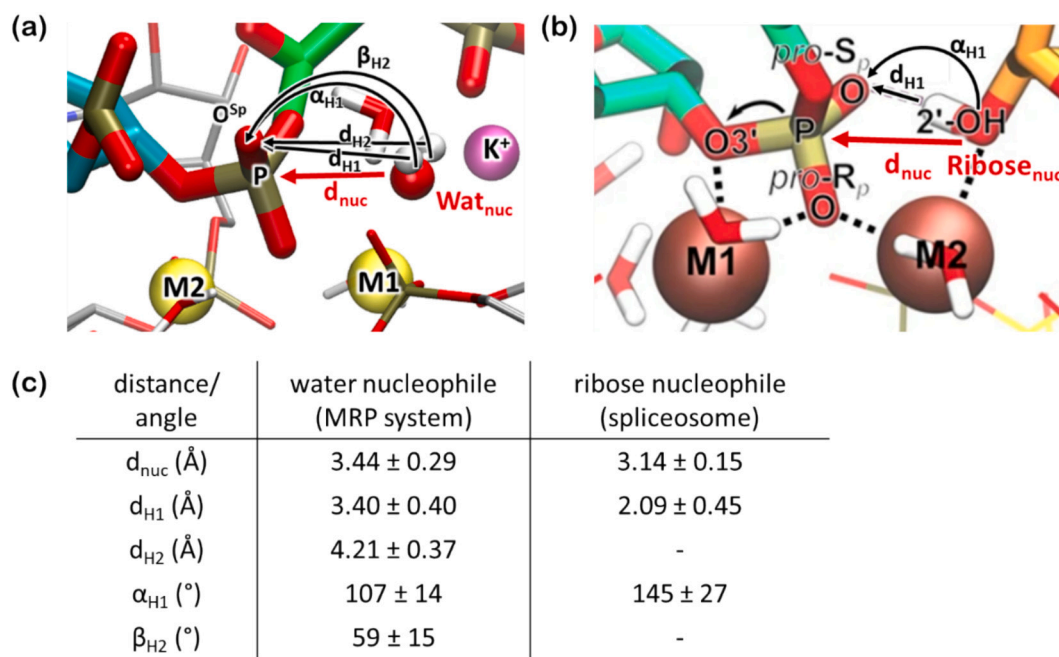 (a)
β_H2
α_H1
O^Sp
d_H2
d_H1
P
K⁺
d_nuc
Wat_nuc
M2
M1
(b)
pro-S_p
α_H1
d_H1
O
2'-OH
O3'
P
d_nuc
Ribose_nuc
pro-R_p
O
M1
M2
(c)
distance/ water nucleophile ribose nucleophile
angle (MRP system) (spliceosome)
d_nuc (Å) 3.44 ± 0.29 3.14 ± 0.15
d_H1 (Å) 3.40 ± 0.40 2.09 ± 0.45
d_H2 (Å) 4.21 ± 0.37 -
α_H1 (°) 107 ± 14 145 ± 27
β_H2 (°) 59 ± 15 -